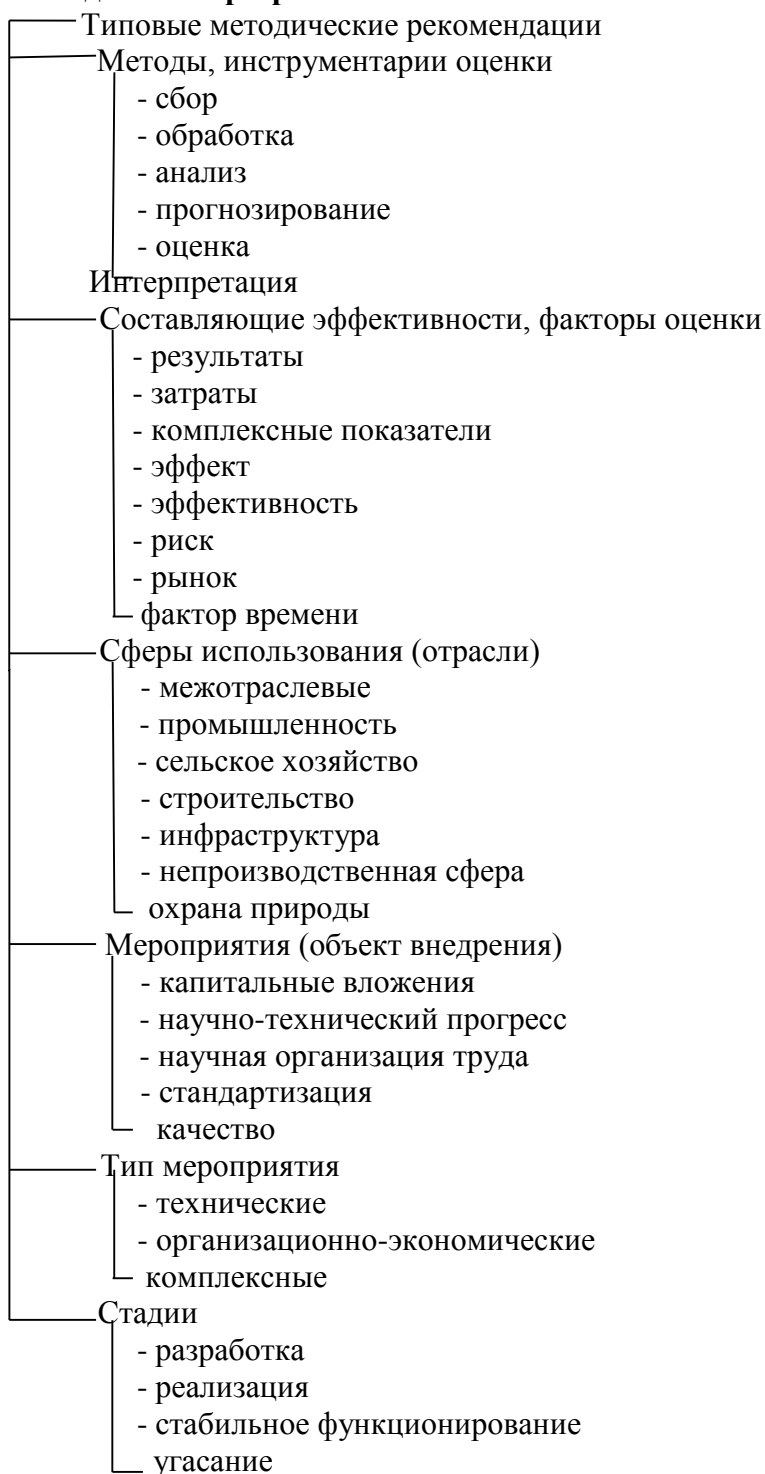 Типовые методические рекомендации
Методы, инструментарии оценки
- сбор
- обработка
- анализ
- прогнозирование
- оценка
Интерпретация
Составляющие эффективности, факторы оценки
- результаты
- затраты
- комплексные показатели
- эффект
- эффективность
- риск
- рынок
фактор времени
Сферы использования (отрасли)
- межотраслевые
- промышленность
- сельское хозяйство
- строительство
- инфраструктура
- непроизводственная сфера
охрана природы
Мероприятия (объект внедрения)
- капитальные вложения
- научно-технический прогресс
- научная организация труда
- стандартизация
качество
Тип мероприятия
- технические
- организационно-экономические
комплексные
Стадии
- разработка
- реализация
- стабильное функционирование
угасание